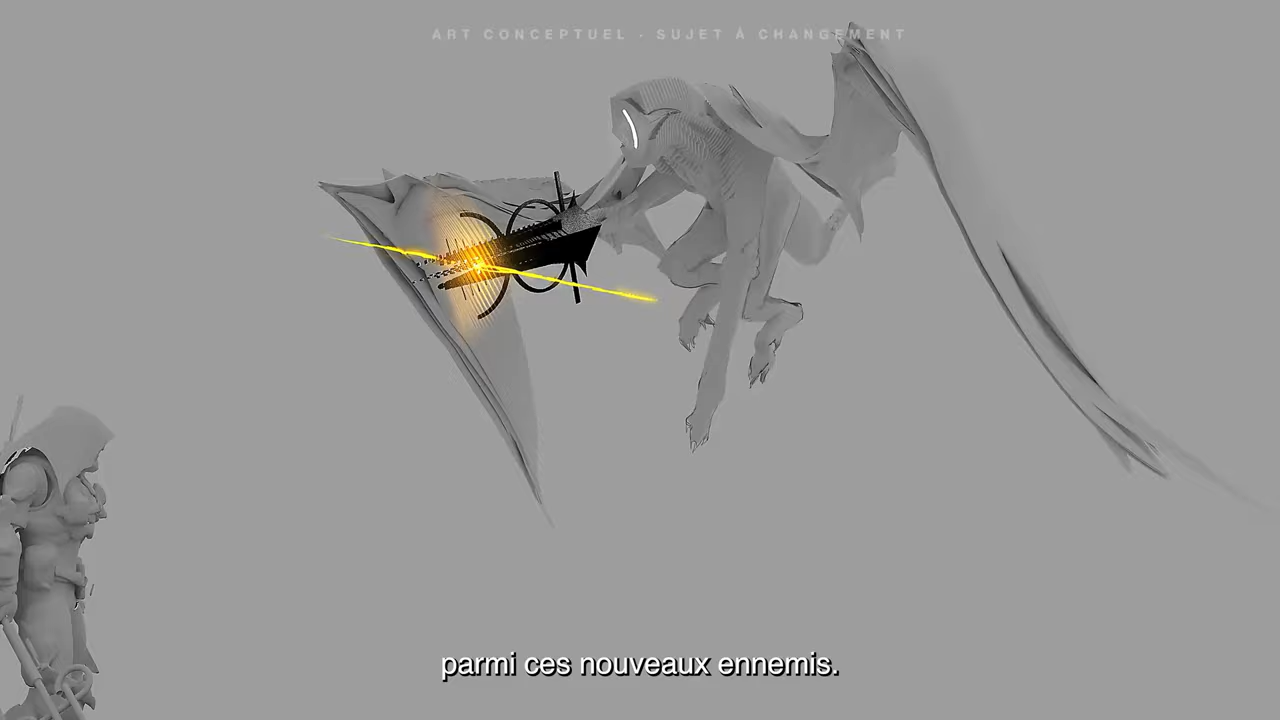 ART CONCEPTUEL - SUJET À CHANGEMENT
parmi ces nouveaux ennemis.